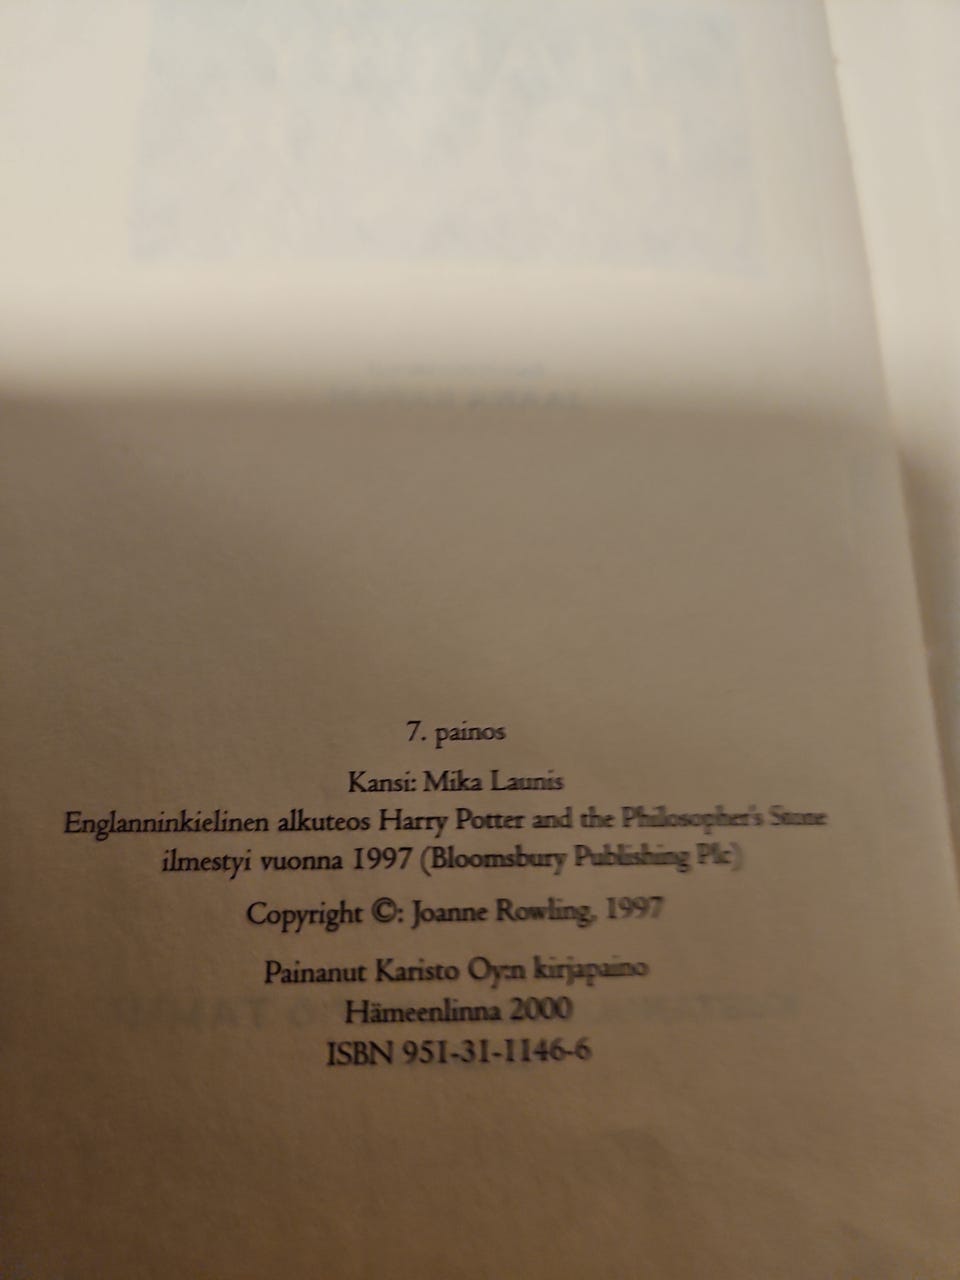 7. painos
Kansi: Mika Launis
Englanninkielinen alkuteos Harry Potter and the Philosopher's Stone
ilmestyi vuonna 1997 (Bloomsbury Publishing Plc)
Copyright ©: Joanne Rowling, 1997
Painanut Karisto Oy:n kirjapaino
Hämeenlinna 2000
ISBN 951-31-1146-6